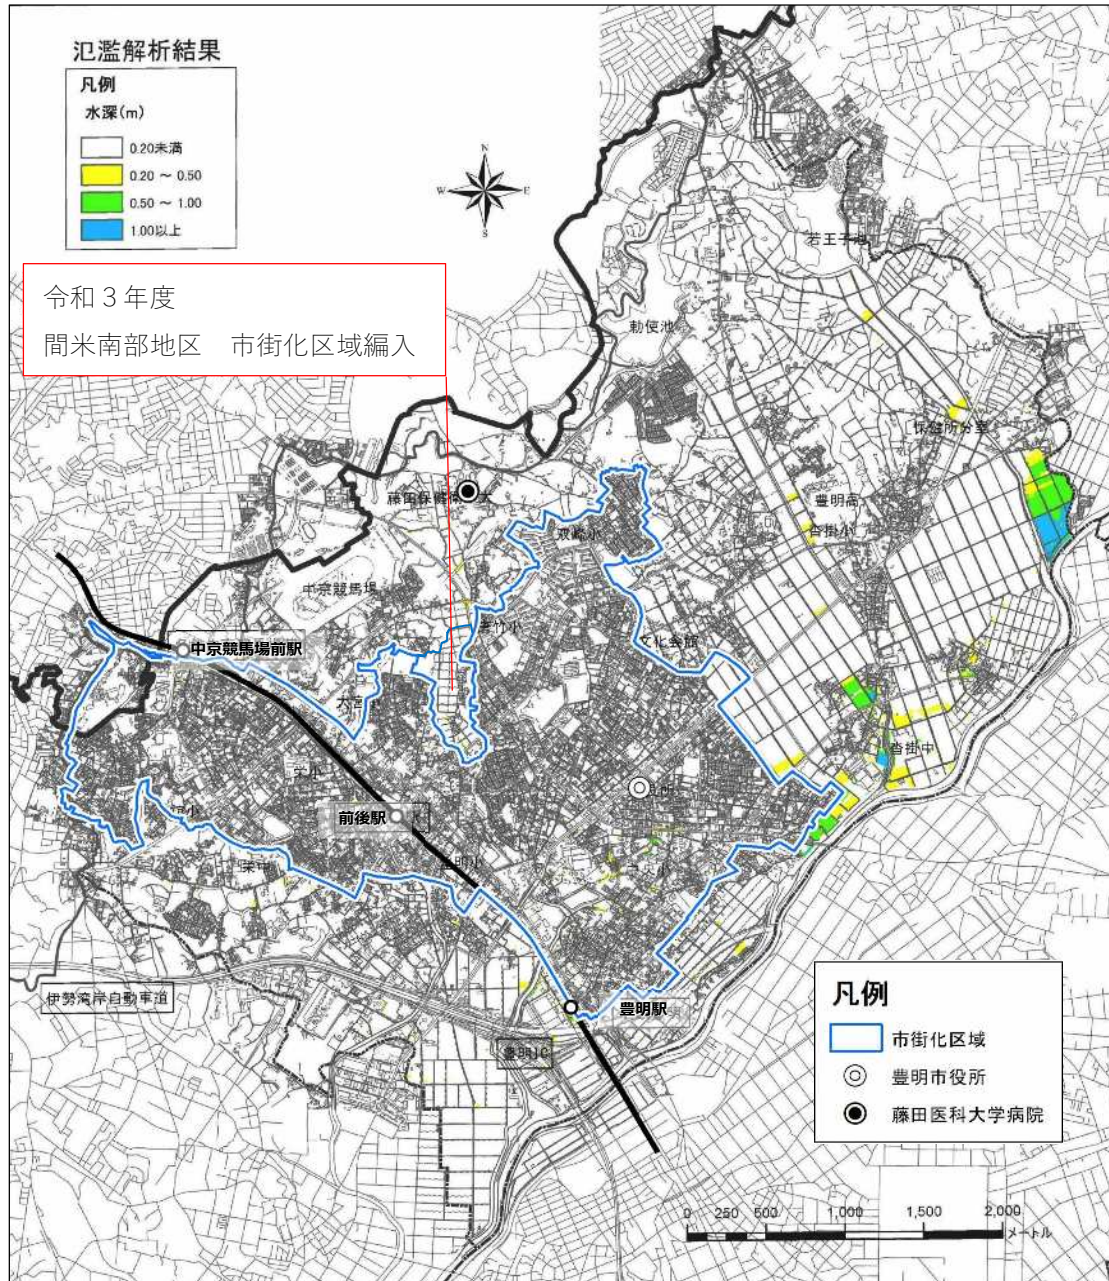 氾濫解析結果
凡例
水深(m)
0.20未満
0.20 ～ 0.50
0.50 ～ 1.00
1.00以上
N
W
E
S
令和３年度
間米南部地区　市街化区域編入
若王子池
勅使池
保健所分室
豊明高
沓掛小
双峰小
中京競馬場
文化会館
中京競馬場前駅
沓掛中
栄小
前後駅
栄中
伊勢湾岸自動車道
豊明駅
豊明IC
凡例
市街化区域
豊明市役所
藤田医科大学病院
0 250 500 1,000 1,500 2,000
メートル